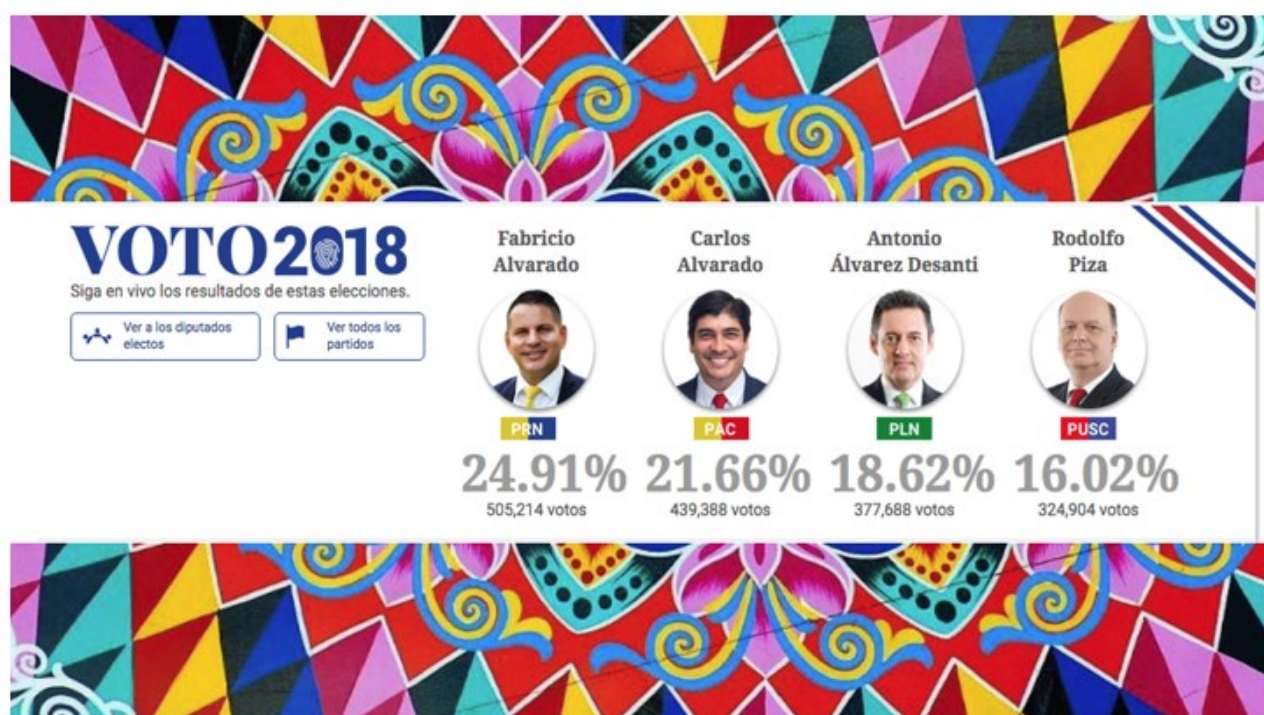 VOTO 2018
Siga en vivo los resultados de estas elecciones.
Ver a los diputados
electos
Ver todos los
partidos
Fabricio
Alvarado
PRN
24.91%
505,214 votos
Carlos
Alvarado
PAC
21.66%
439,388 votos
Antonio
Álvarez Desanti
PLN
18.62%
377,688 votos
Rodolfo
Piza
PUSC
16.02%
324,904 votos